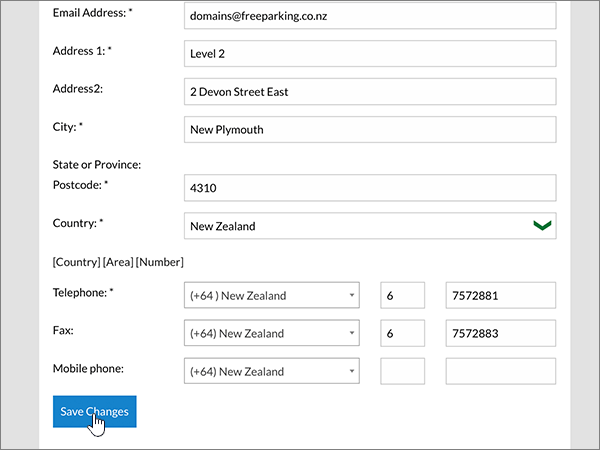 Email Address: * domains@freeparking.co.nz
Address 1: * Level 2
Address2: 2 Devon Street East
City: * New Plymouth
State or Province:
Postcode: * 4310
Country: * New Zealand
[Country] [Area] [Number]
Telephone: * (+64 ) New Zealand 6 7572881
Fax: (+64) New Zealand 6 7572883
Mobile phone: (+64) New Zealand
Save Changes